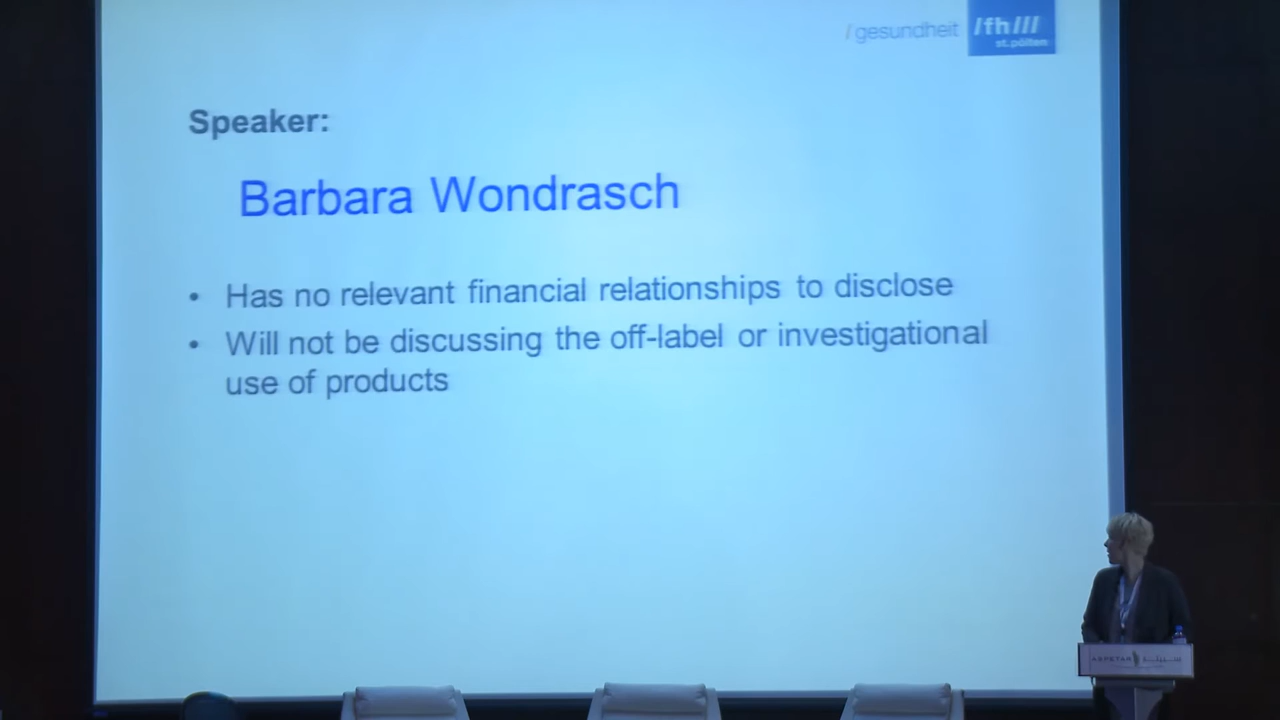 /gesundheit
/fh///
st.pölten
Speaker:
Barbara Wondrasch
• Has no relevant financial relationships to disclose
• Will not be discussing the off-label or investigational
use of products
ASPETAR